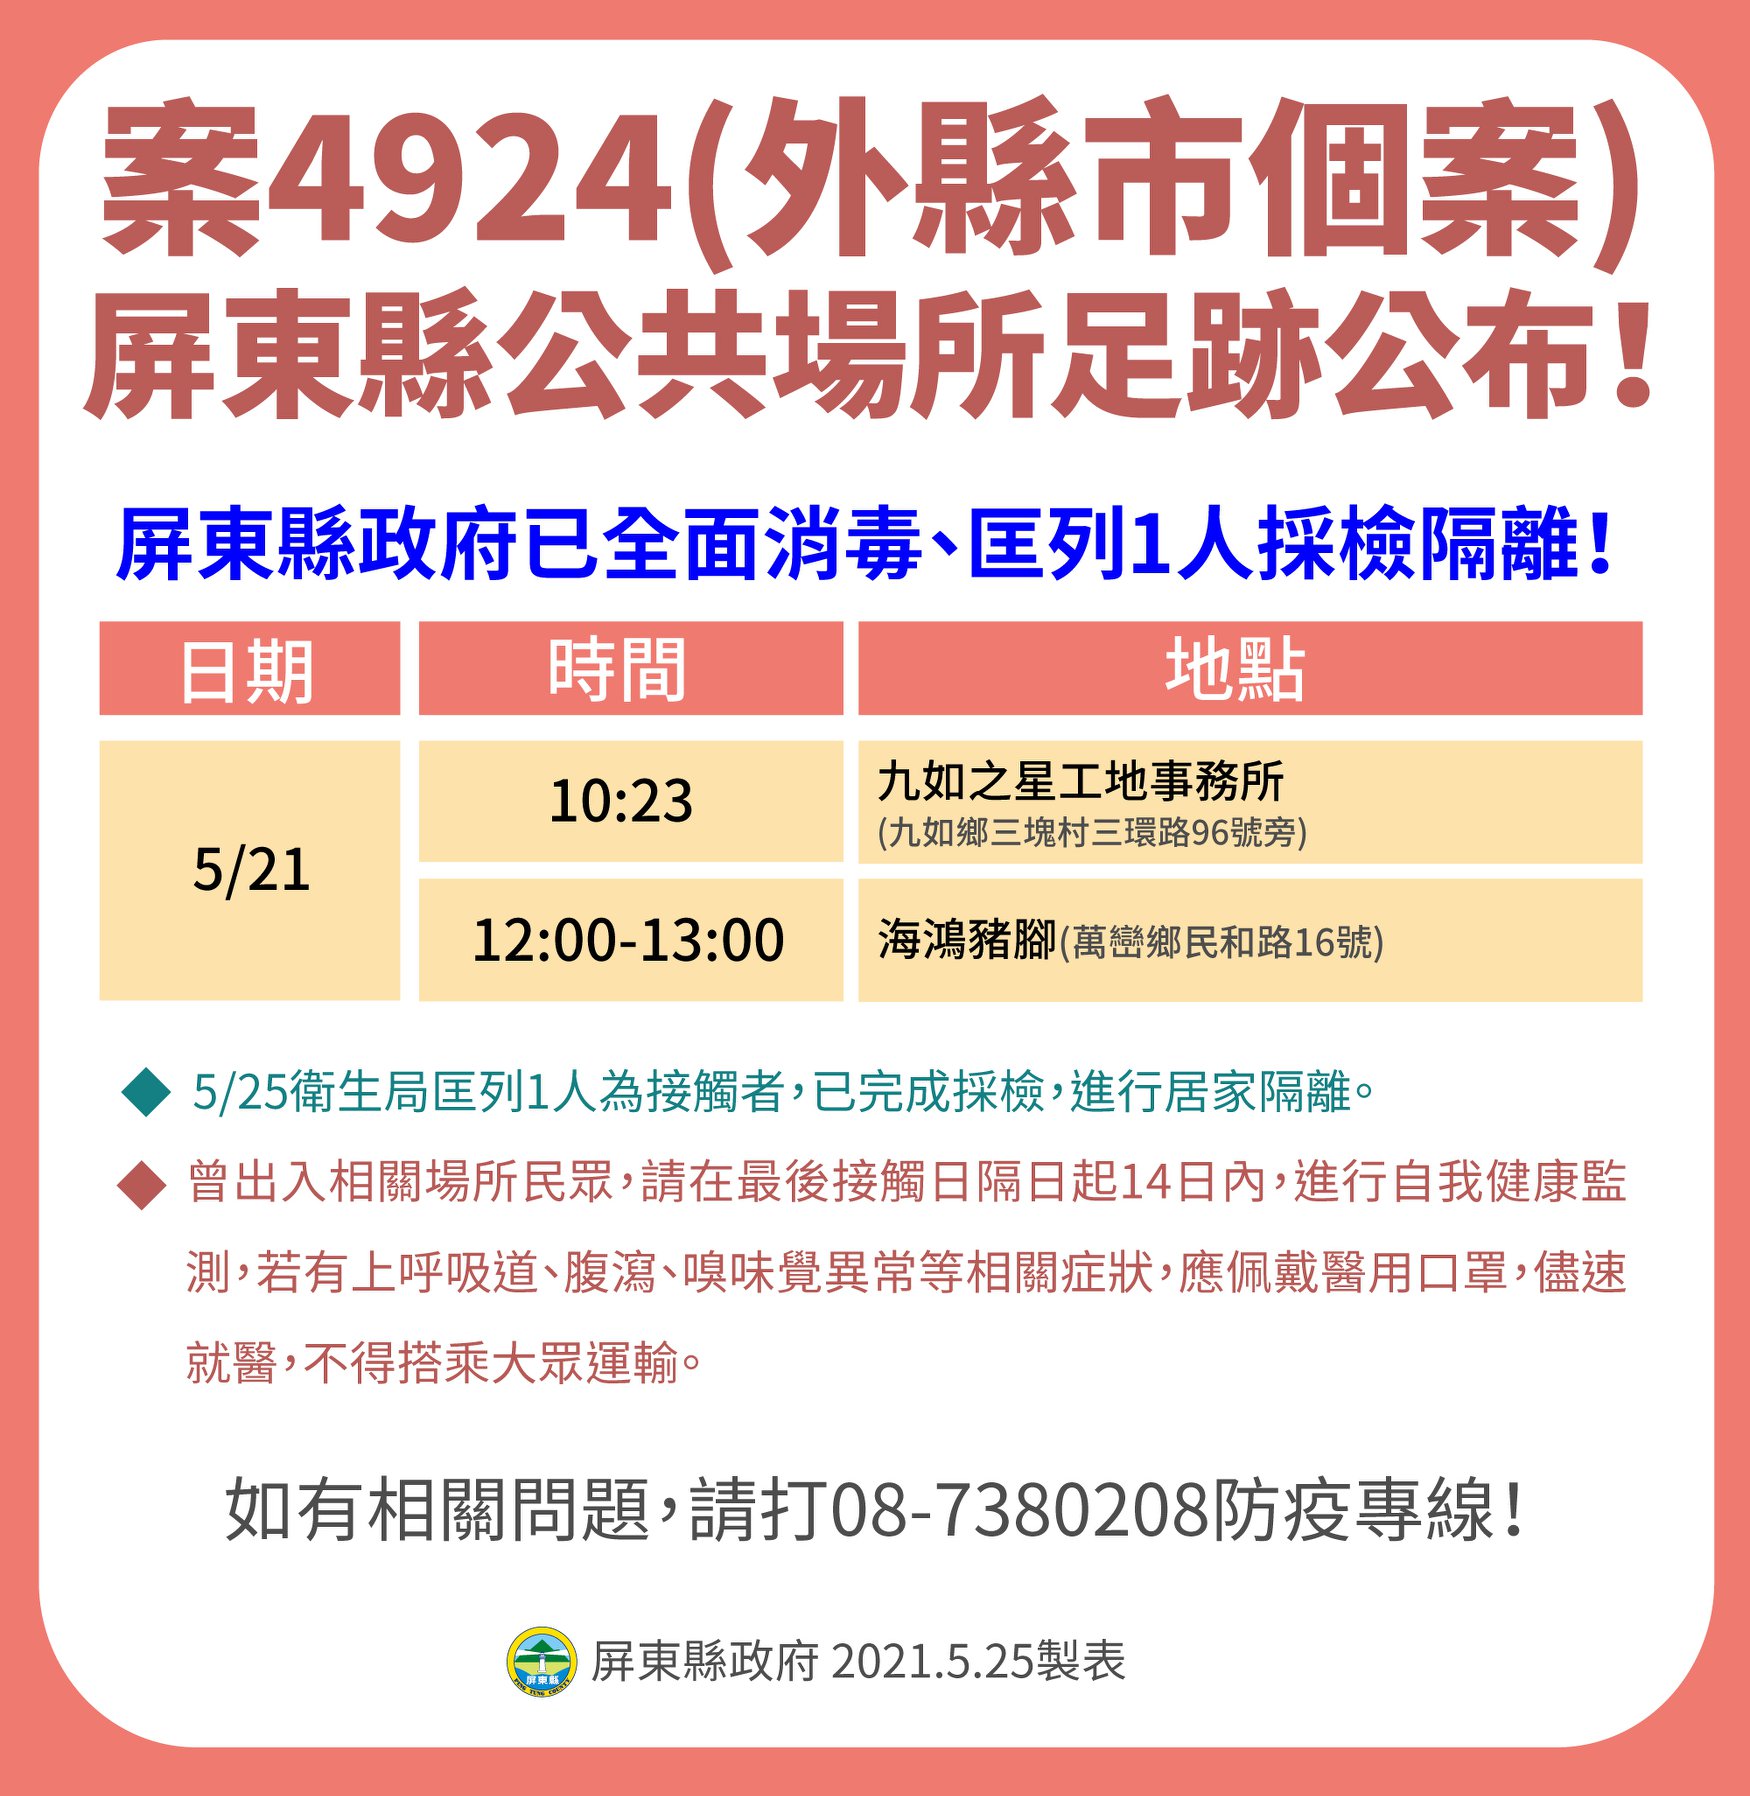 案4924(外縣市個案)
屏東縣公共場所足跡公布！
屏東縣政府已全面消毒、匡列1人採檢隔離！
日期 時間 地點
5/21
10:23
九如之星工地事務所
(九如鄉三塊村三環路96號旁)
12:00-13:00
海鴻豬腳(萬巒鄉民和路16號)
◆ 5/25衛生局匡列1人為接觸者，已完成採檢，進行居家隔離。
◆ 曾出入相關場所民眾，請在最後接觸日隔日起14日內，進行自我健康監
測，若有上呼吸道、腹瀉、嗅味覺異常等相關症狀，應佩戴醫用口罩，儘速
就醫，不得搭乘大眾運輸。
如有相關問題，請打08-7380208防疫專線！
屏東縣
PING TUNG COUNTY
屏東縣政府 2021.5.25製表